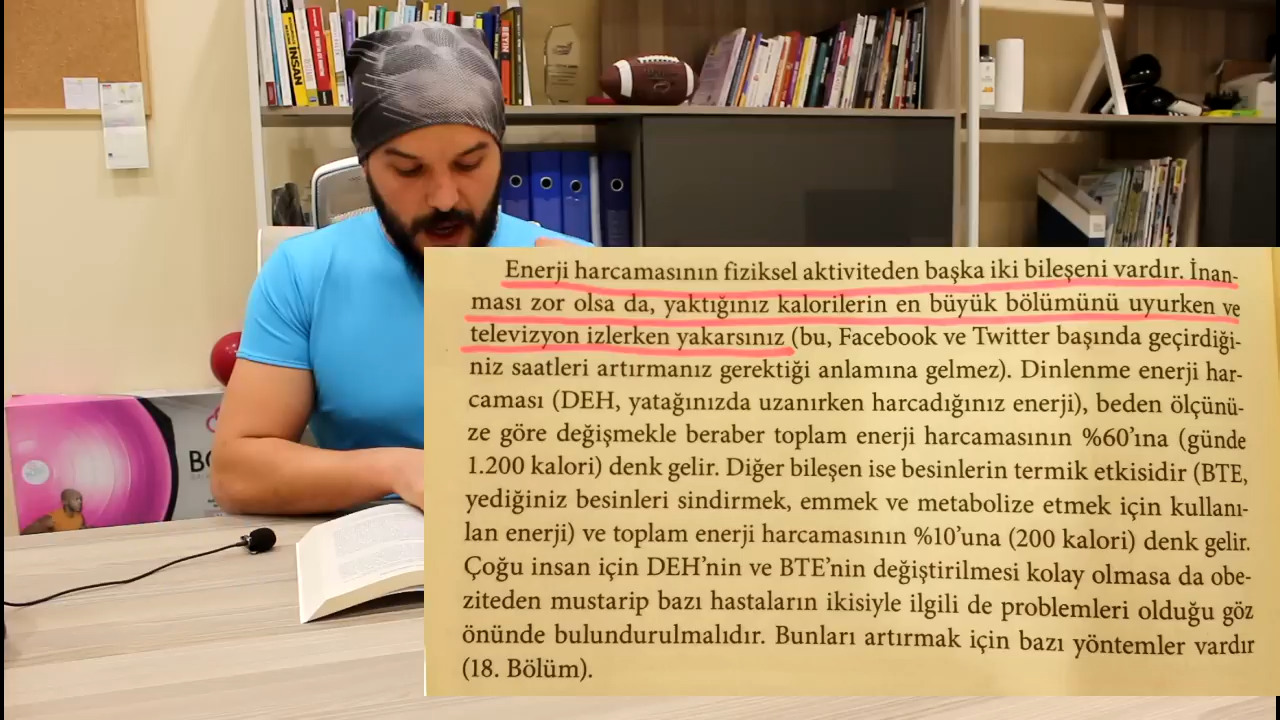 İNSAN
BEYİN
BO
Enerji harcamasının fiziksel aktiviteden başka iki bileşeni vardır. İnan-
ması zor olsa da, yaktığınız kalorilerin en büyük bölümünü uyurken ve
televizyon izlerken yakarsınız (bu, Facebook ve Twitter başında geçirdiği-
niz saatleri artırmanız gerektiği anlamına gelmez). Dinlenme enerji har-
caması (DEH, yatağınızda uzanırken harcadığınız enerji), beden ölçünü-
ze göre değişmekle beraber toplam enerji harcamasının %60'ına (günde
1.200 kalori) denk gelir. Diğer bileşen ise besinlerin termik etkisidir (BTE,
yediğiniz besinleri sindirmek, emmek ve metabolize etmek için kullanı-
lan enerji) ve toplam enerji harcamasının %10'una (200 kalori) denk gelir.
Çoğu insan için DEH'nin ve BTE'nin değiştirilmesi kolay olmasa da obe-
ziteden mustarip bazı hastaların ikisiyle ilgili de problemleri olduğu göz
önünde bulundurulmalıdır. Bunları artırmak için bazı yöntemler vardır
(18. Bölüm).